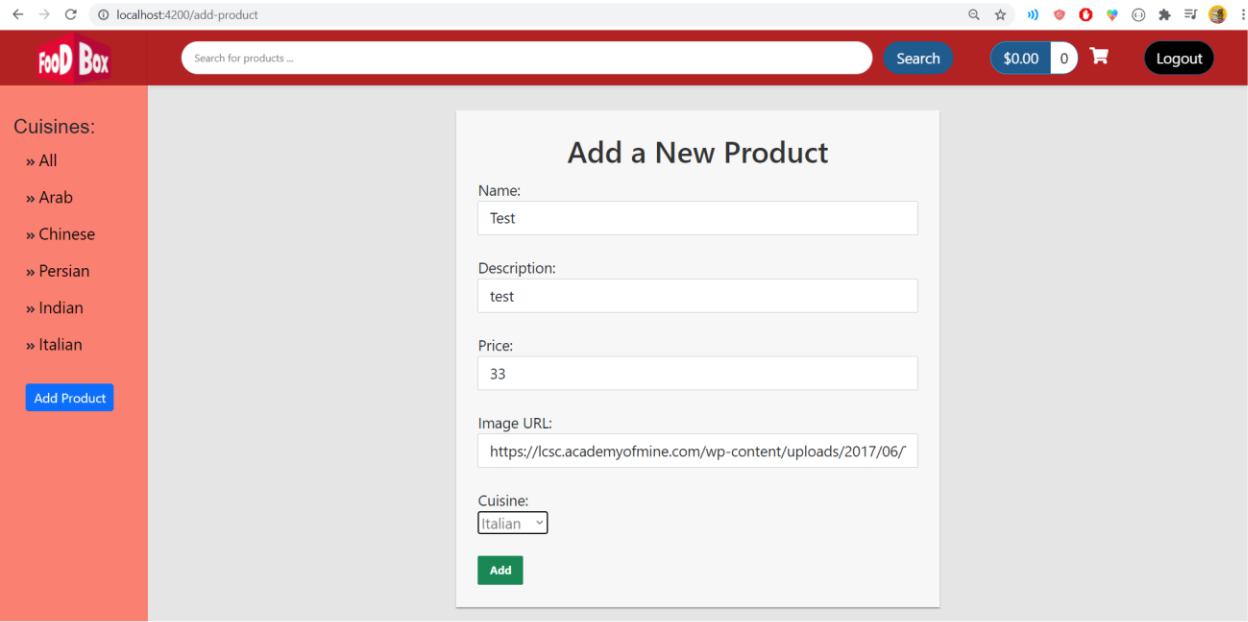 localhost:4200/add-product
FooD Box
Search for products ...
Search
$0.00 0
Logout
Cuisines:
» All
» Arab
» Chinese
» Persian
» Indian
» Italian
Add Product
Add a New Product
Name:
Test
Description:
test
Price:
33
Image URL:
https://lcsc.academyofmine.com/wp-content/uploads/2017/06/
Cuisine:
Italian
Add